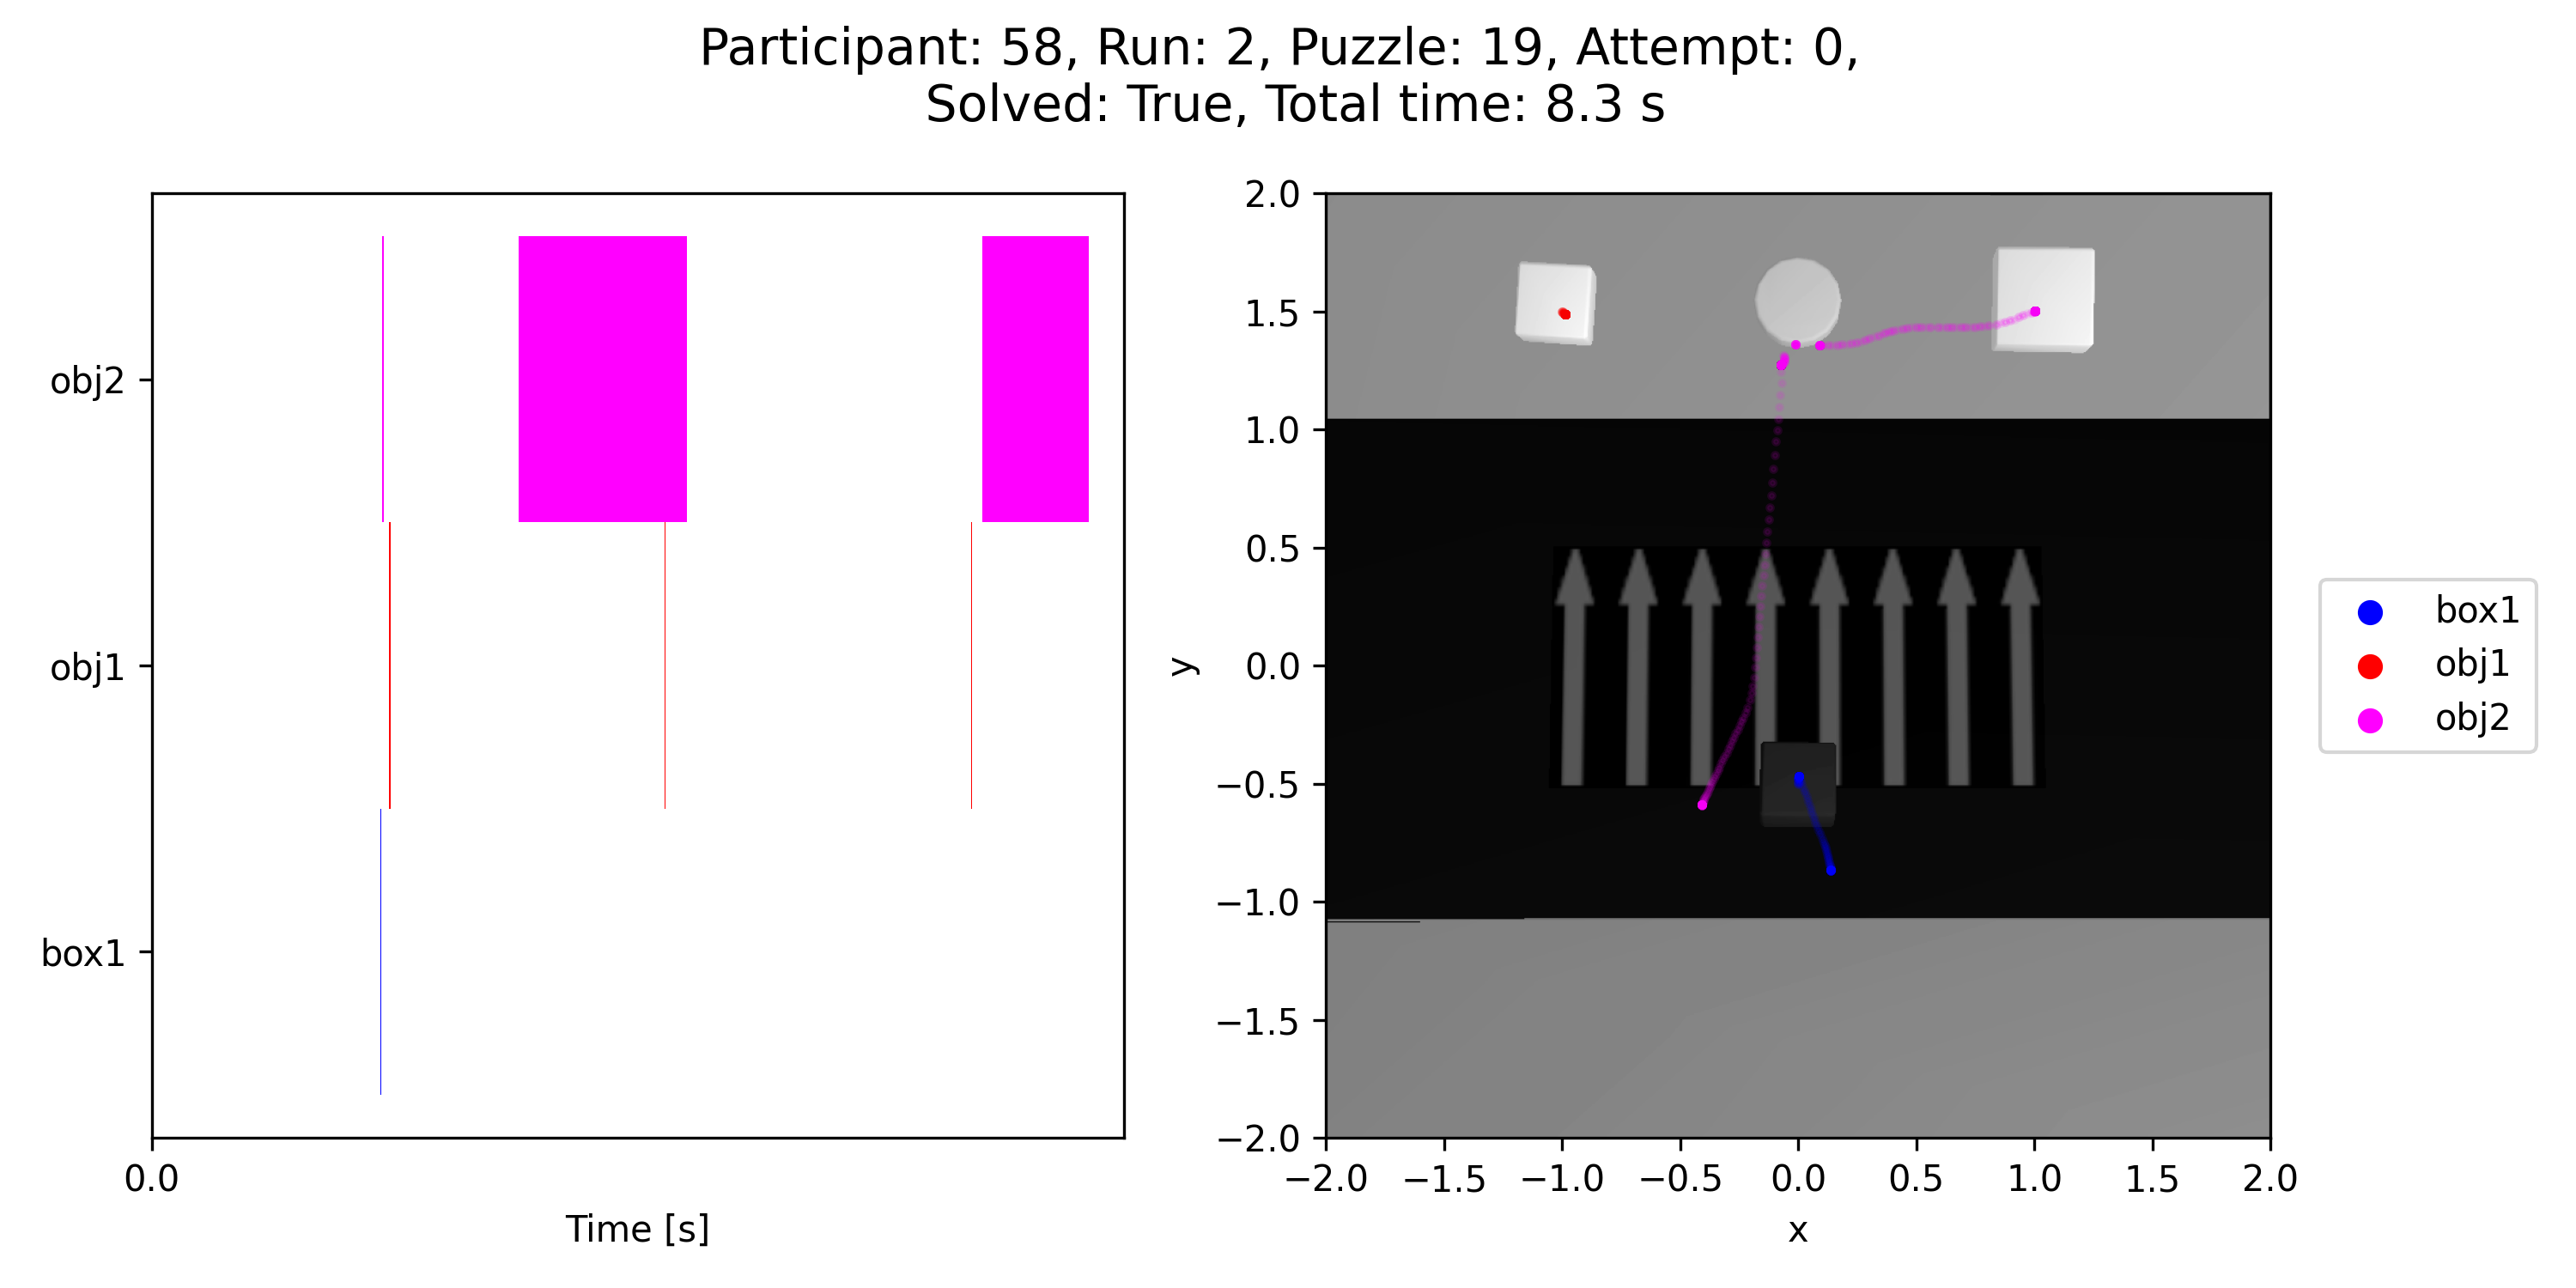 Participant: 58, Run: 2, Puzzle: 19, Attempt: 0,
Solved: True, Total time: 8.3 s
obj2
obj1
box1
0.0
Time [s]
y
2.0
1.5
1.0
0.5
0.0
−0.5
−1.0
−1.5
−2.0
−2.0 −1.5 −1.0 −0.5 0.0 0.5 1.0 1.5 2.0
x
box1
obj1
obj2